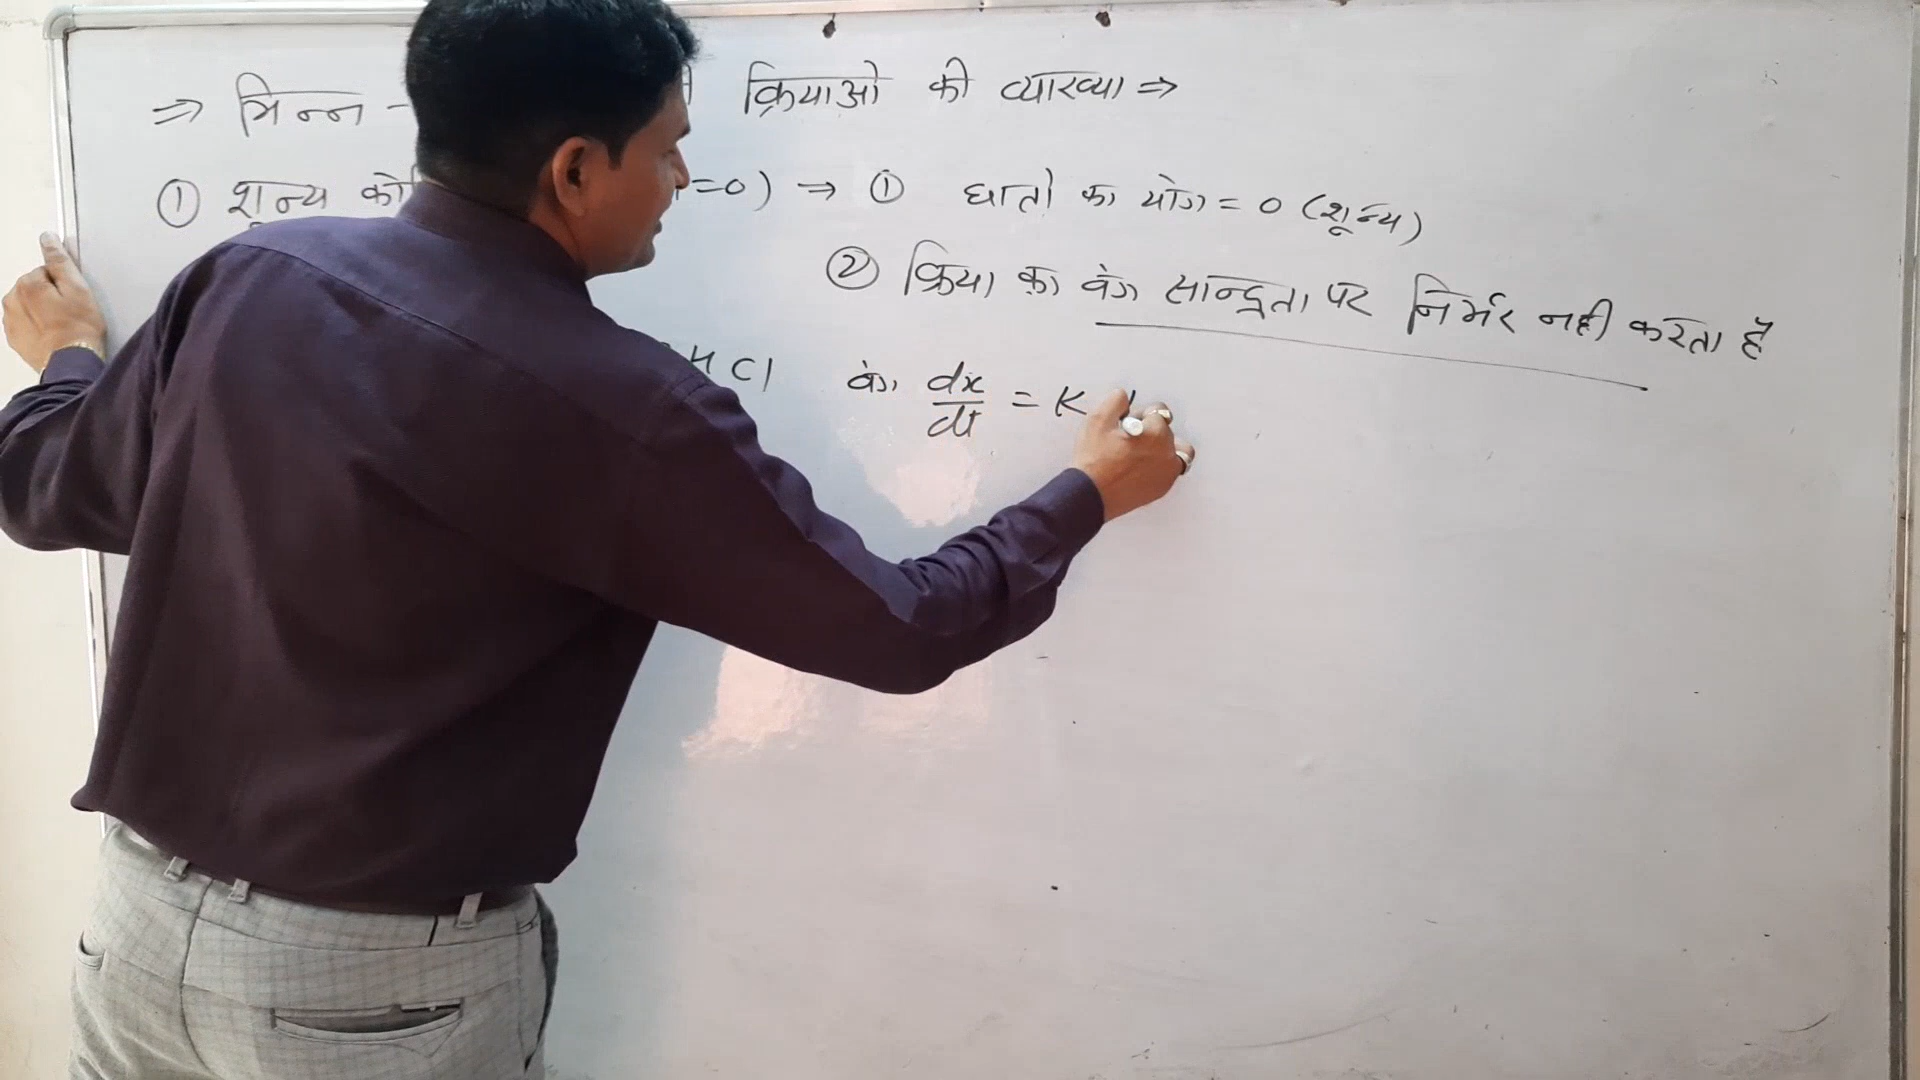 ⇒ भिन्न - क्रियाओ की व्याख्या ⇒
① शून्य को =0) → ① घातो का योग = 0 (शून्य)
② क्रिया का वेग सान्द्रता पर निर्भर नही करता है
HCl वेग dx/dt = K